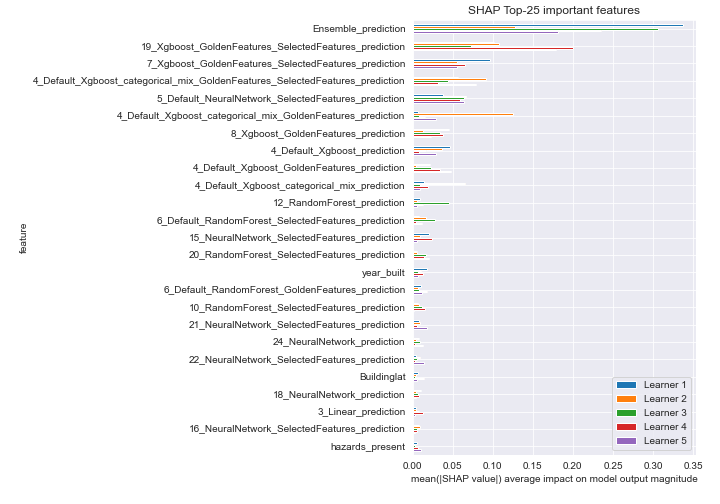 SHAP Top-25 important features
Ensemble_prediction
19_Xgboost_GoldenFeatures_SelectedFeatures_prediction
7_Xgboost_GoldenFeatures_SelectedFeatures_prediction
4_Default_Xgboost_categorical_mix_GoldenFeatures_SelectedFeatures_prediction
5_Default_NeuralNetwork_SelectedFeatures_prediction
4_Default_Xgboost_categorical_mix_GoldenFeatures_prediction
8_Xgboost_GoldenFeatures_prediction
4_Default_Xgboost_prediction
4_Default_Xgboost_GoldenFeatures_prediction
4_Default_Xgboost_categorical_mix_prediction
12_RandomForest_prediction
6_Default_RandomForest_SelectedFeatures_prediction
15_NeuralNetwork_SelectedFeatures_prediction
20_RandomForest_SelectedFeatures_prediction
year_built
6_Default_RandomForest_GoldenFeatures_prediction
10_RandomForest_SelectedFeatures_prediction
21_NeuralNetwork_SelectedFeatures_prediction
24_NeuralNetwork_prediction
22_NeuralNetwork_SelectedFeatures_prediction
Buildinglat
18_NeuralNetwork_prediction
3_Linear_prediction
16_NeuralNetwork_SelectedFeatures_prediction
hazards_present
feature
Learner 1
Learner 2
Learner 3
Learner 4
Learner 5
0.00 0.05 0.10 0.15 0.20 0.25 0.30 0.35
mean(|SHAP value|) average impact on model output magnitude